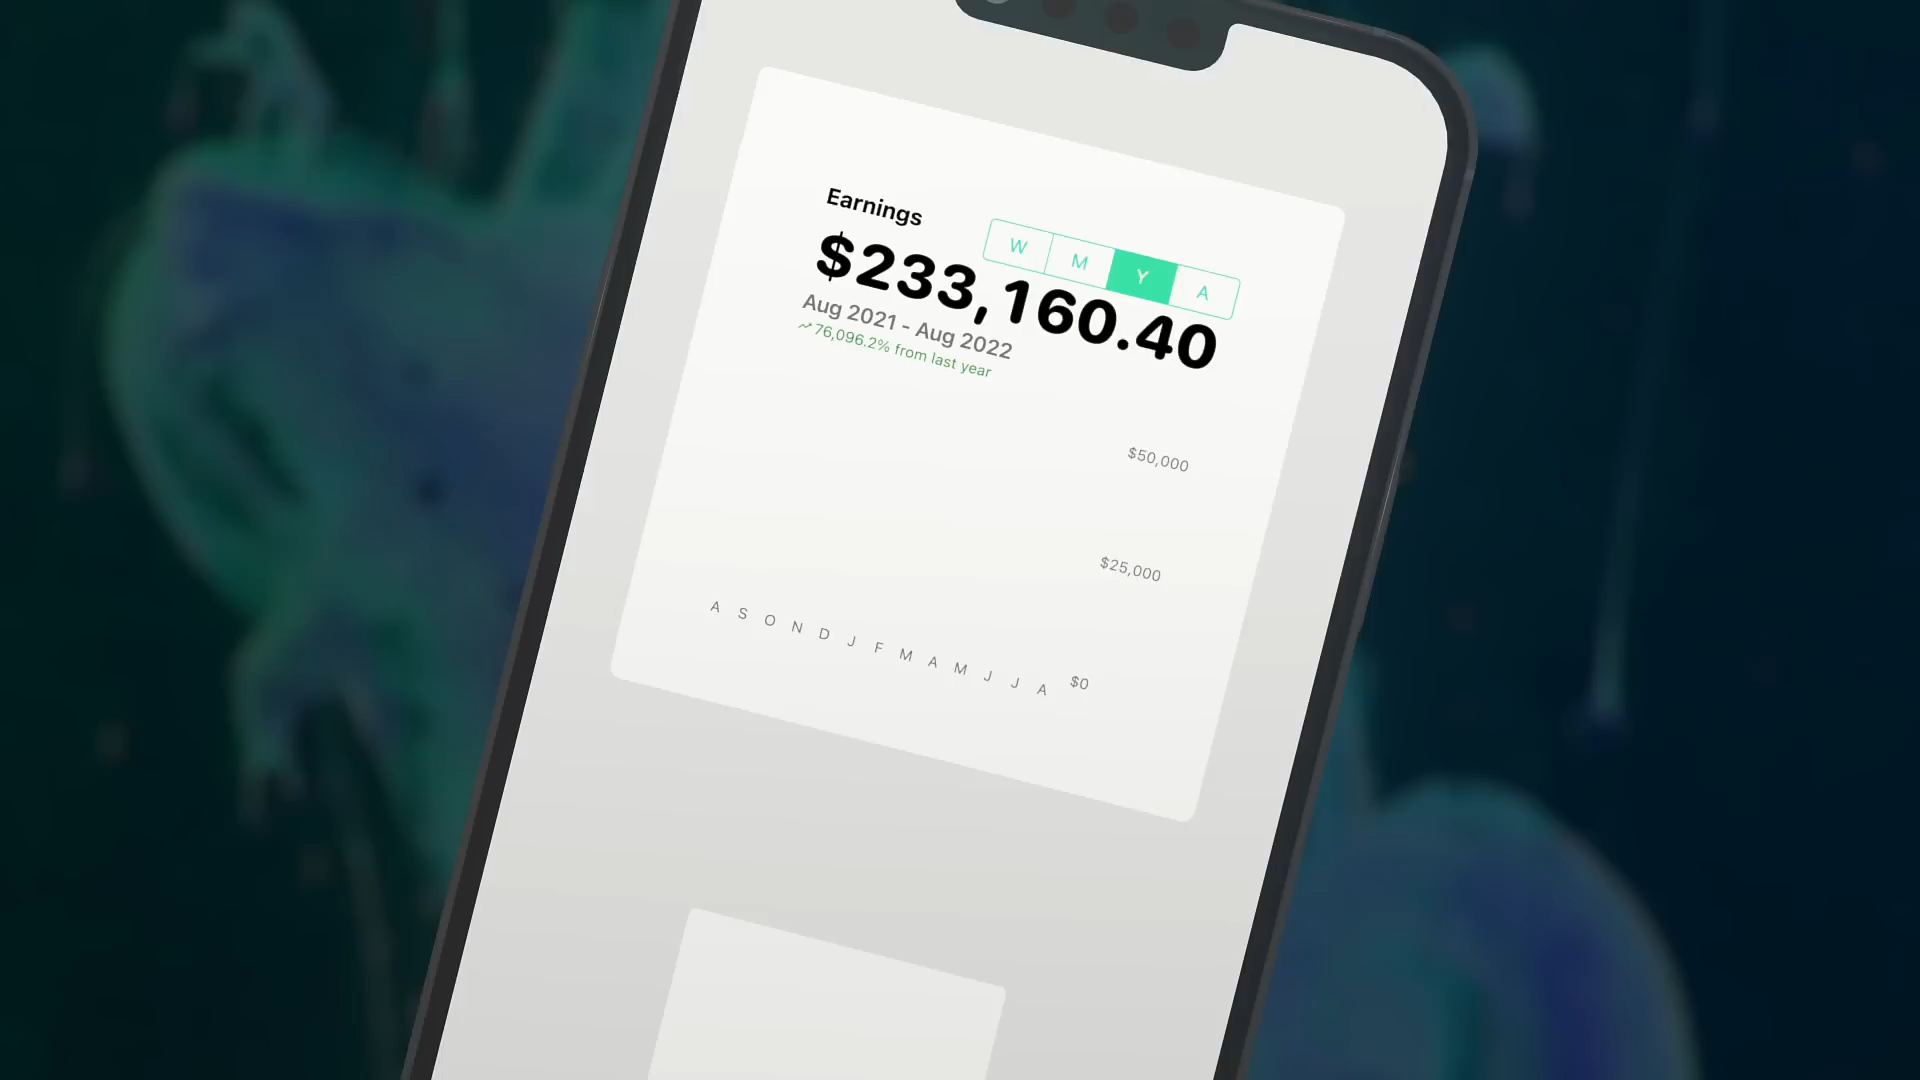 Earnings
W M Y A
$233,160.40
Aug 2021 - Aug 2022
76,096.2% from last year
$50,000
$25,000
$0
A S O N D J F M A M J J A